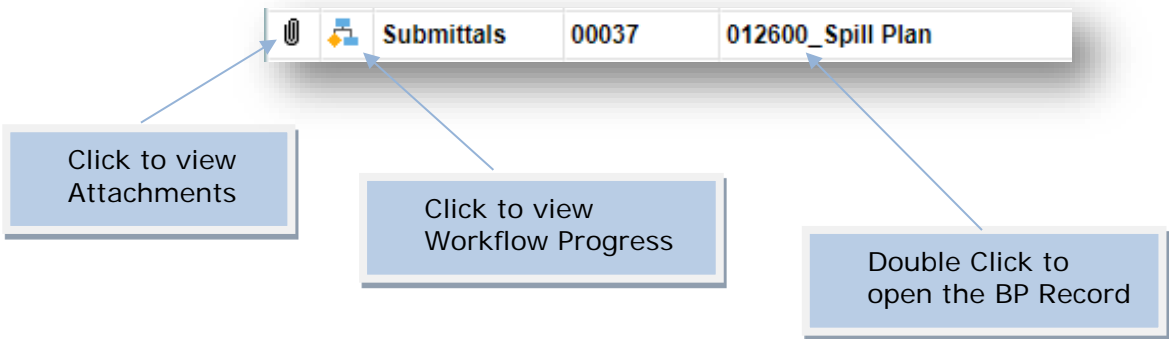 Submittals 00037 012600_Spill Plan
Click to view
Attachments
Click to view
Workflow Progress
Double Click to
open the BP Record